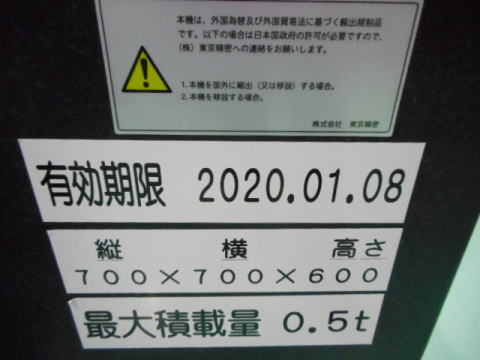 本機は、外国為替及び外国貿易法に基づく輸出規制品
です。以下の場合は日本国政府の許可が必要ですので、
(株)東京精密への連絡をお願いします。
1.本機を国外に輸出(又は移設)する場合。
2.本機を移設する場合。
株式会社 東京精密
有効期限 2020.01.08
縦 横 高さ
700×700×600
最大積載量 0.5t